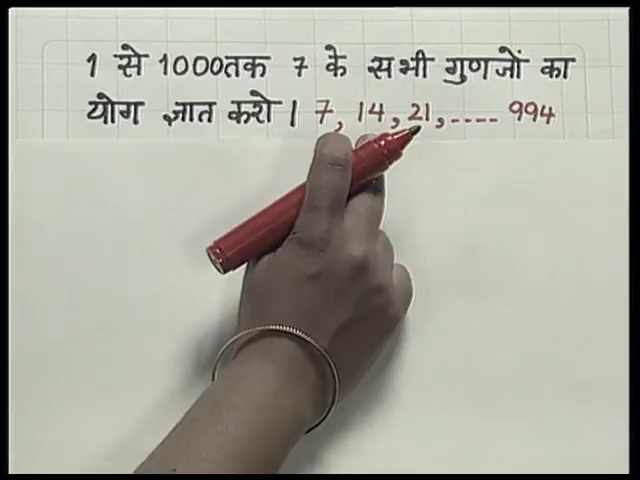 1 से 1000तक 7 के सभी गुणजों का
योग ज्ञात करो । 7, 14, 21, .... 994